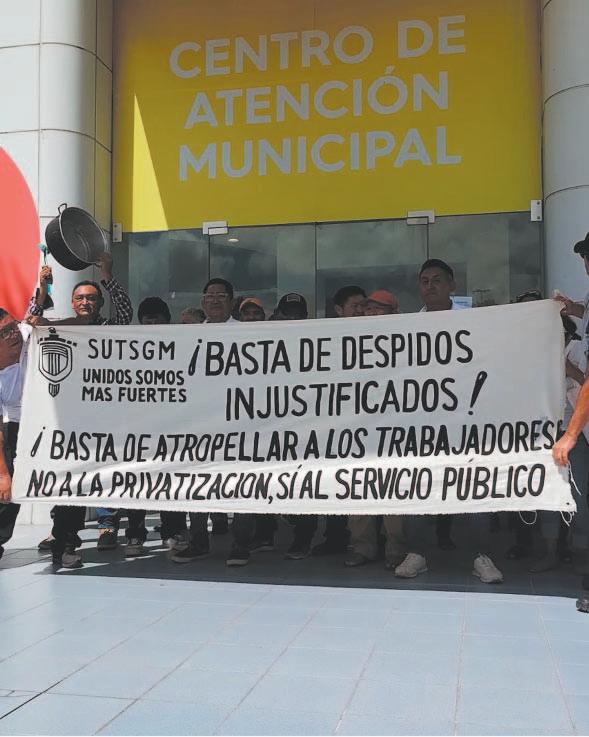 CENTRO DE
ATENCIÓN
MUNICIPAL
SUTSGM
UNIDOS SOMOS
MAS FUERTES
¡BASTA DE DESPIDOS
INJUSTIFICADOS!
¡BASTA DE ATROPELLAR A LOS TRABAJADORES!
NO A LA PRIVATIZACION, SÍ AL SERVICIO PÚBLICO